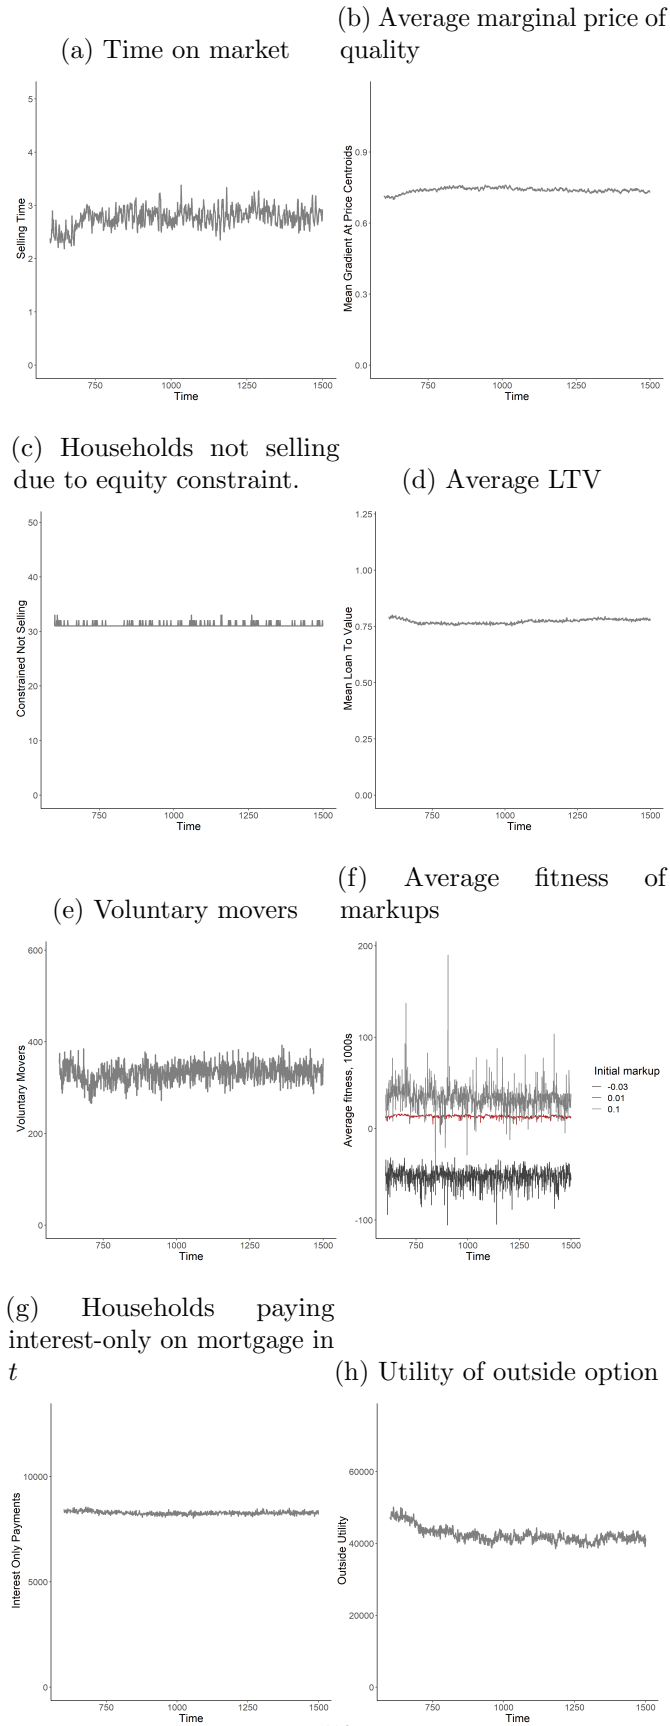 (a) Time on market
(b) Average marginal price of
quality
Selling Time
5
4
3
2
1
0
750 1000 1250 1500
Time
Mean Gradient At Price Centroids
0.9
0.6
0.3
0.0
750 1000 1250 1500
Time
(c) Households not selling
due to equity constraint.
(d) Average LTV
Constrained Not Selling
50
40
30
20
10
0
750 1000 1250 1500
Time
Mean Loan To Value
1.25
1.00
0.75
0.50
0.25
0.00
750 1000 1250 1500
Time
(e) Voluntary movers
(f) Average fitness of
markups
Voluntary Movers
600
400
200
0
750 1000 1250 1500
Time
Average fitness, 1000s
200
100
0
-100
750 1000 1250 1500
Time
Initial markup
-0.03
0.01
0.1
(g) Households paying
interest-only on mortgage in
t
(h) Utility of outside option
Interest Only Payments
10000
5000
0
750 1000 1250 1500
Time
Outside Utility
60000
40000
20000
0
750 1000 1250 1500
Time